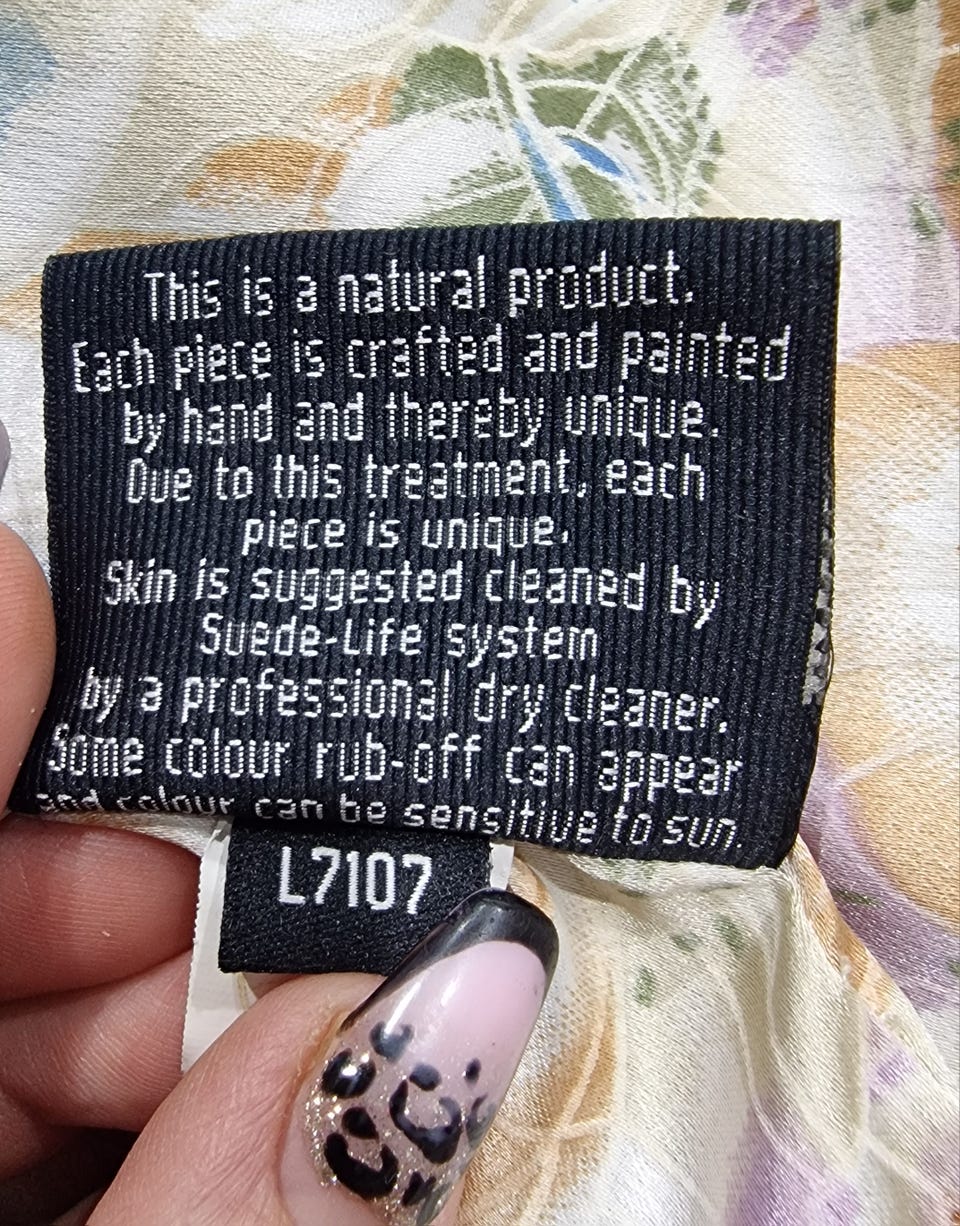 This is a natural product.
Each piece is crafted and painted
by hand and thereby unique.
Due to this treatment, each
piece is unique.
Skin is suggested cleaned by
Suede-Life system
by a professional dry cleaner.
Some colour rub-off can appear
and colour can be sensitive to sun.
L7107